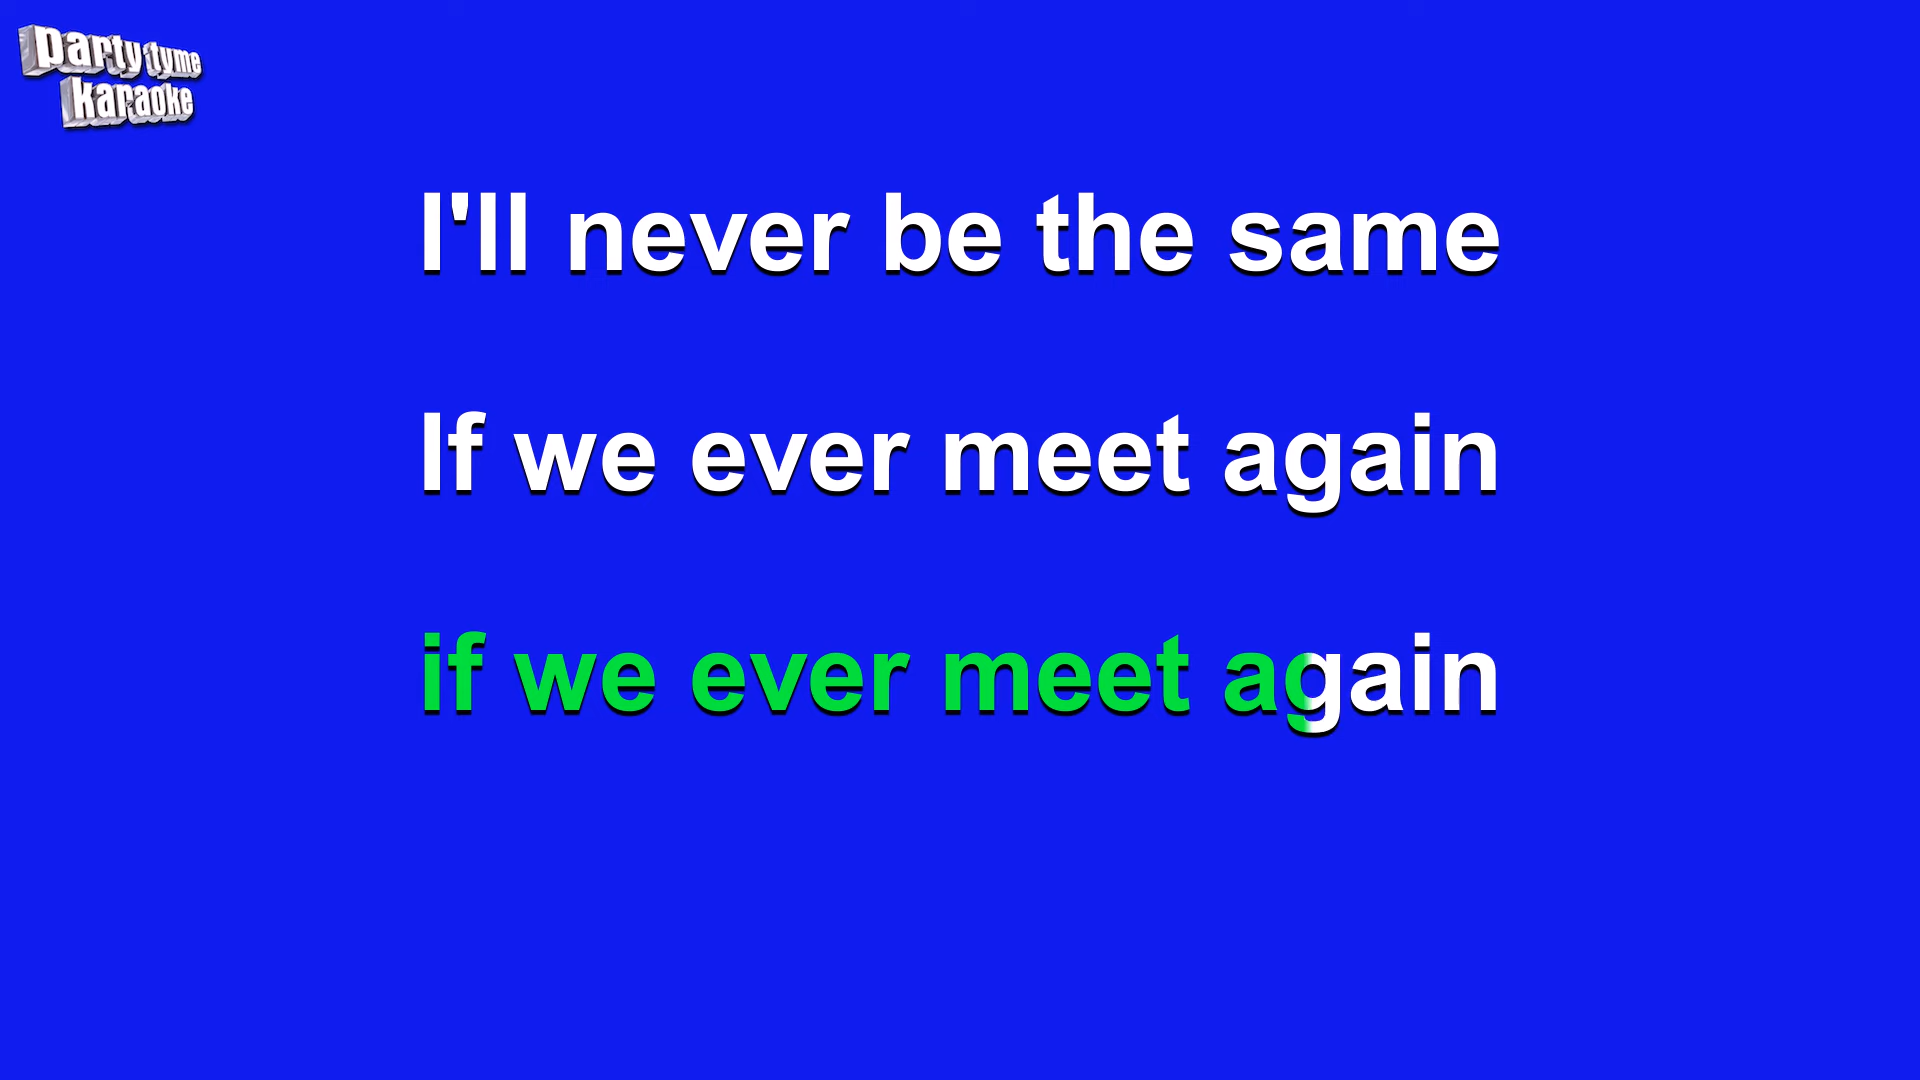 party tyme
karaoke
I'll never be the same
If we ever meet again
if we ever meet again